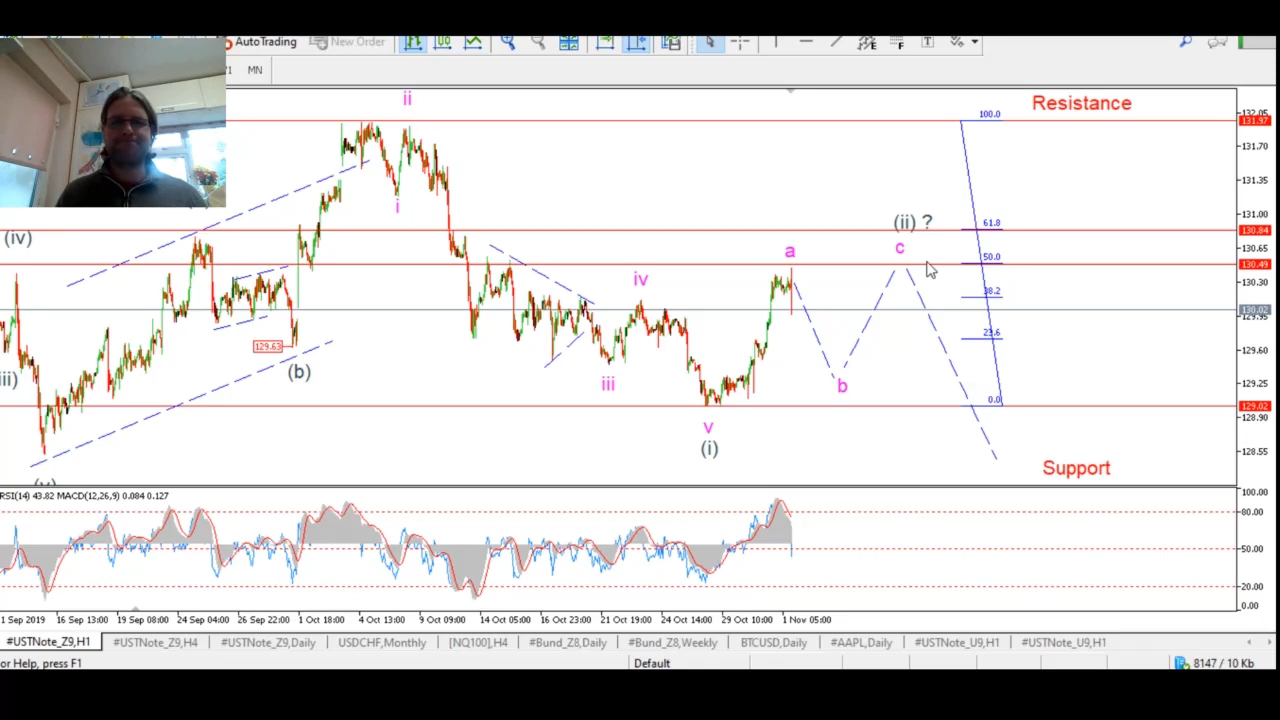 AutoTrading New Order
MN
Resistance
Support
ii
i
(iv)
(b)
129.63
iii
iv
v
(i)
a
b
c
(ii) ?
100.0
61.8
50.0
38.2
23.6
0.0
132.05
131.97
131.70
131.35
131.00
130.84
130.65
130.49
130.30
130.02
129.95
129.60
129.25
129.02
128.90
128.55
RSI(14) 43.82 MACD(12,26,9) 0.084 0.127
100.00
80.00
50.00
20.00
0.00
1 Sep 2019 16 Sep 13:00 19 Sep 08:00 24 Sep 04:00 26 Sep 22:00 1 Oct 18:00 4 Oct 13:00 9 Oct 09:00 14 Oct 05:00 16 Oct 23:00 21 Oct 19:00 24 Oct 14:00 29 Oct 10:00 1 Nov 05:00
#USTNote_Z9,H1 #USTNote_Z9,H4 #USTNote_Z9,Daily USDCHF,Monthly [NQ100],H4 #Bund_Z8,Daily #Bund_Z8,Weekly BTCUSD,Daily #AAPL,Daily #USTNote_U9,H1 #USTNote_U9,H1
or Help, press F1 Default 8147 / 10 Kb